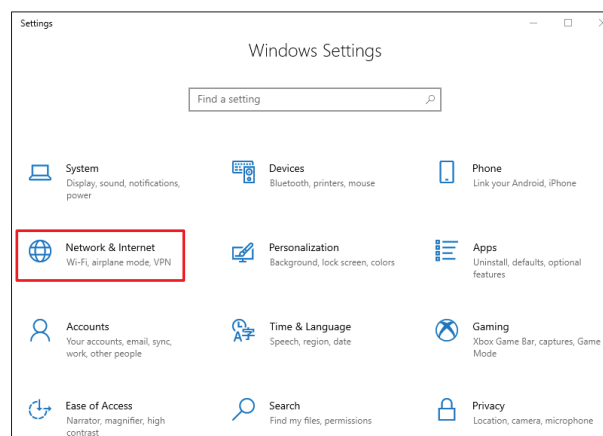 Settings
Windows Settings
Find a setting
System
Display, sound, notifications,
power
Devices
Bluetooth, printers, mouse
Phone
Link your Android, iPhone
Network & Internet
Wi-Fi, airplane mode, VPN
Personalization
Background, lock screen, colors
Apps
Uninstall, defaults, optional
features
Accounts
Your accounts, email, sync,
work, other people
Time & Language
Speech, region, date
Gaming
Xbox Game Bar, captures, Game
Mode
Ease of Access
Narrator, magnifier, high
contrast
Search
Find my files, permissions
Privacy
Location, camera, microphone